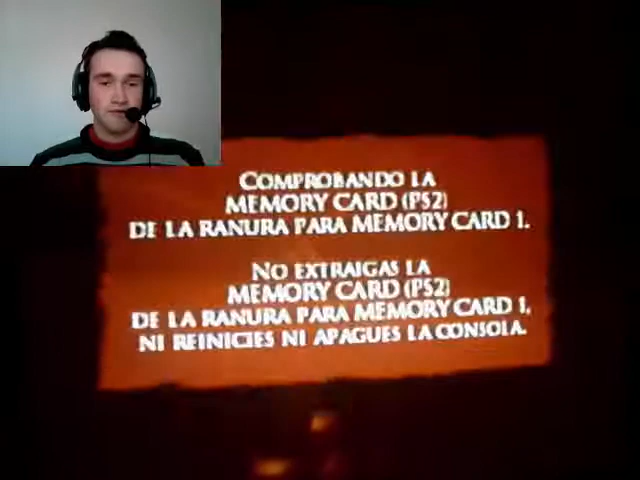 COMPROBANDO LA
MEMORY CARD (PS2)
DE LA RANURA PARA MEMORY CARD 1.
NO EXTRAIGAS LA
MEMORY CARD (PS2)
DE LA RANURA PARA MEMORY CARD 1,
NI REINICIES NI APAGUES LA CONSOLA.